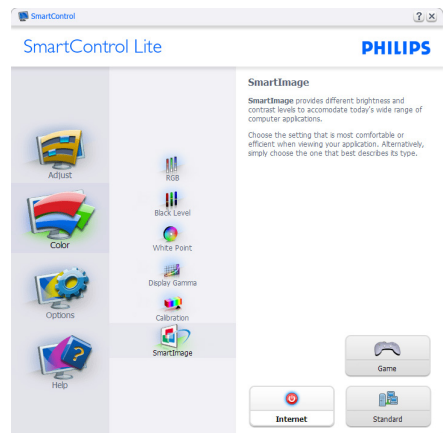 SmartControl
SmartControl Lite
PHILIPS
Adjust
Color
Options
Help
RGB
Black Level
White Point
Display Gamma
Calibration
SmartImage
SmartImage
SmartImage provides different brightness and
contrast levels to accomodate today's wide range of
computer applications.
Choose the setting that is most comfortable or
efficient when viewing your application. Alternatively,
simply choose the one that best describes its type.
Game
Internet
Standard